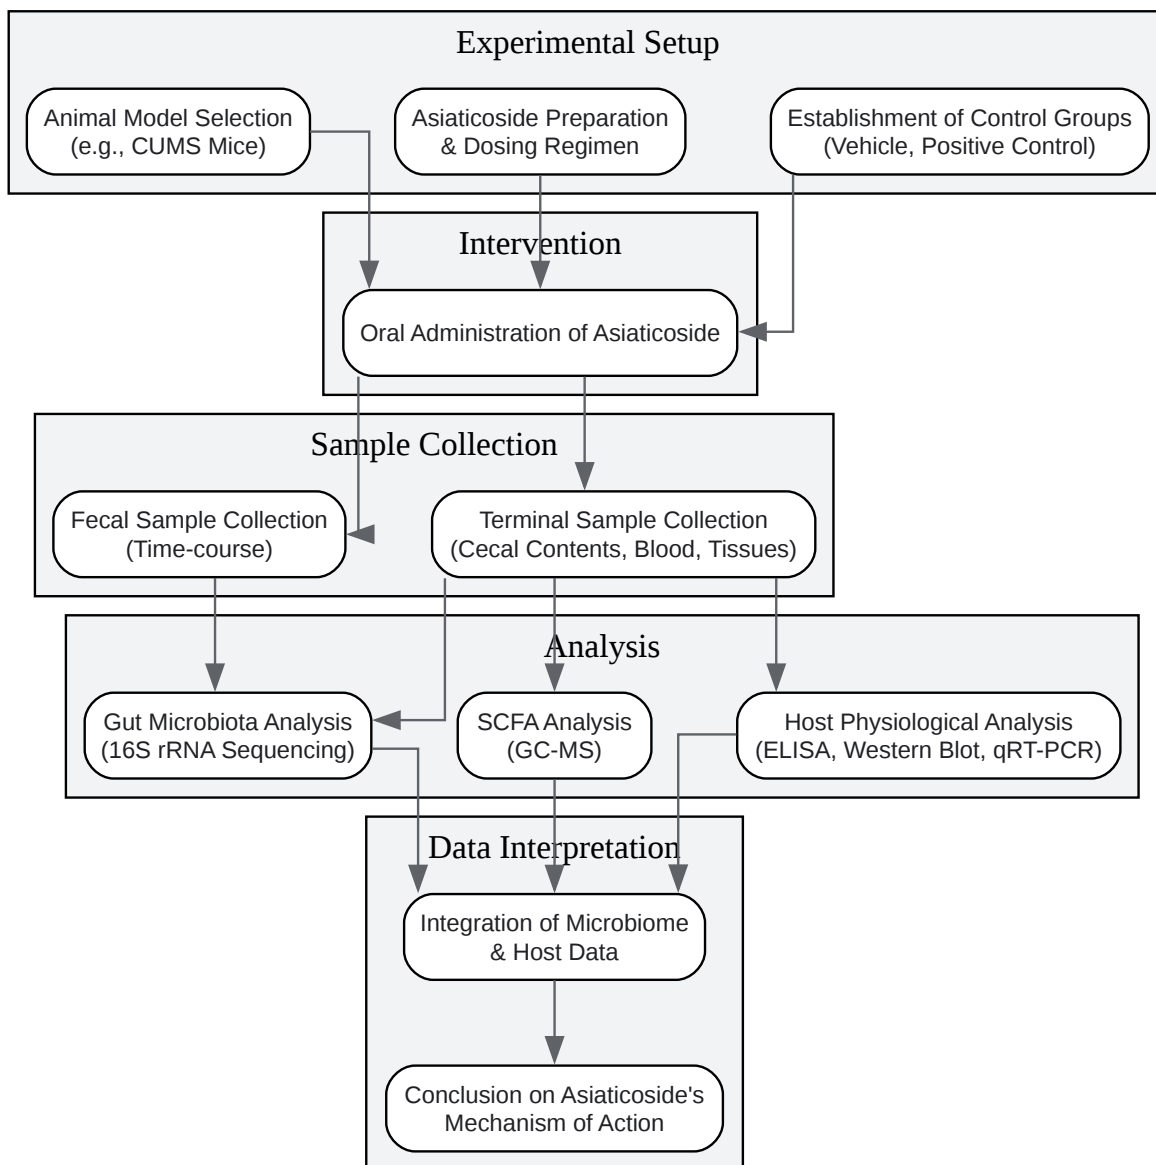 Experimental Setup
Animal Model Selection
(e.g., CUMS Mice)
Asiaticoside Preparation
& Dosing Regimen
Establishment of Control Groups
(Vehicle, Positive Control)
Intervention
Oral Administration of Asiaticoside
Sample Collection
Fecal Sample Collection
(Time-course)
Terminal Sample Collection
(Cecal Contents, Blood, Tissues)
Analysis
Gut Microbiota Analysis
(16S rRNA Sequencing)
SCFA Analysis
(GC-MS)
Host Physiological Analysis
(ELISA, Western Blot, qRT-PCR)
Data Interpretation
Integration of Microbiome
& Host Data
Conclusion on Asiaticoside's
Mechanism of Action